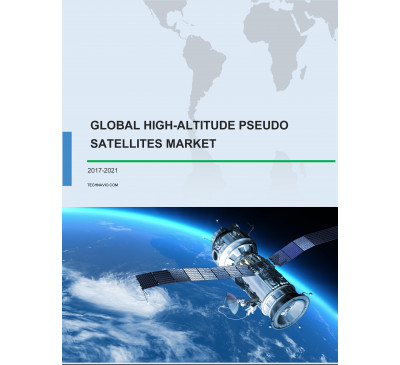 GLOBAL HIGH-ALTITUDE PSEUDO
SATELLITES MARKET
2017-2021
TECHNAVIO.COM